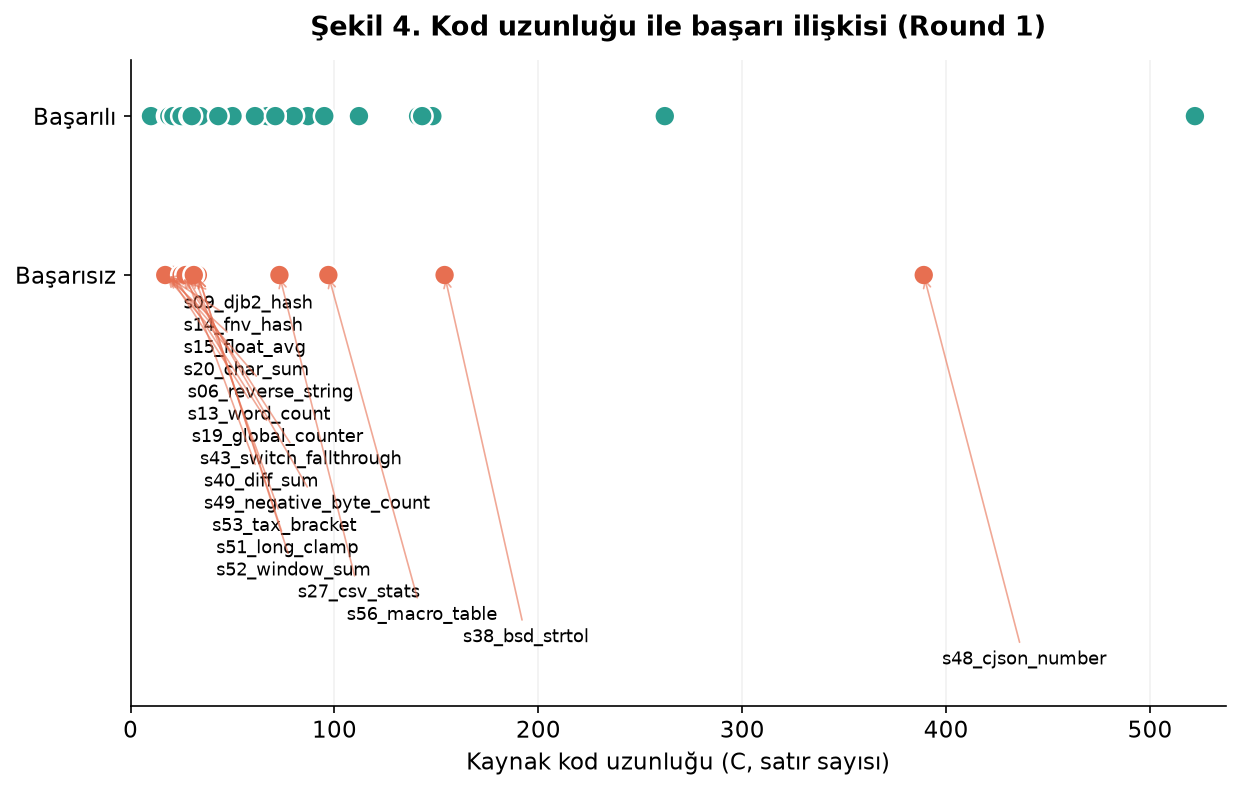 Şekil 4. Kod uzunluğu ile başarı ilişkisi (Round 1)
Başarılı
Başarısız
s09_djb2_hash
s14_fnv_hash
s15_float_avg
s20_char_sum
s06_reverse_string
s13_word_count
s19_global_counter
s43_switch_fallthrough
s40_diff_sum
s49_negative_byte_count
s53_tax_bracket
s51_long_clamp
s52_window_sum
s27_csv_stats
s56_macro_table
s38_bsd_strtol
s48_cjson_number
0 100 200 300 400 500
Kaynak kod uzunluğu (C, satır sayısı)